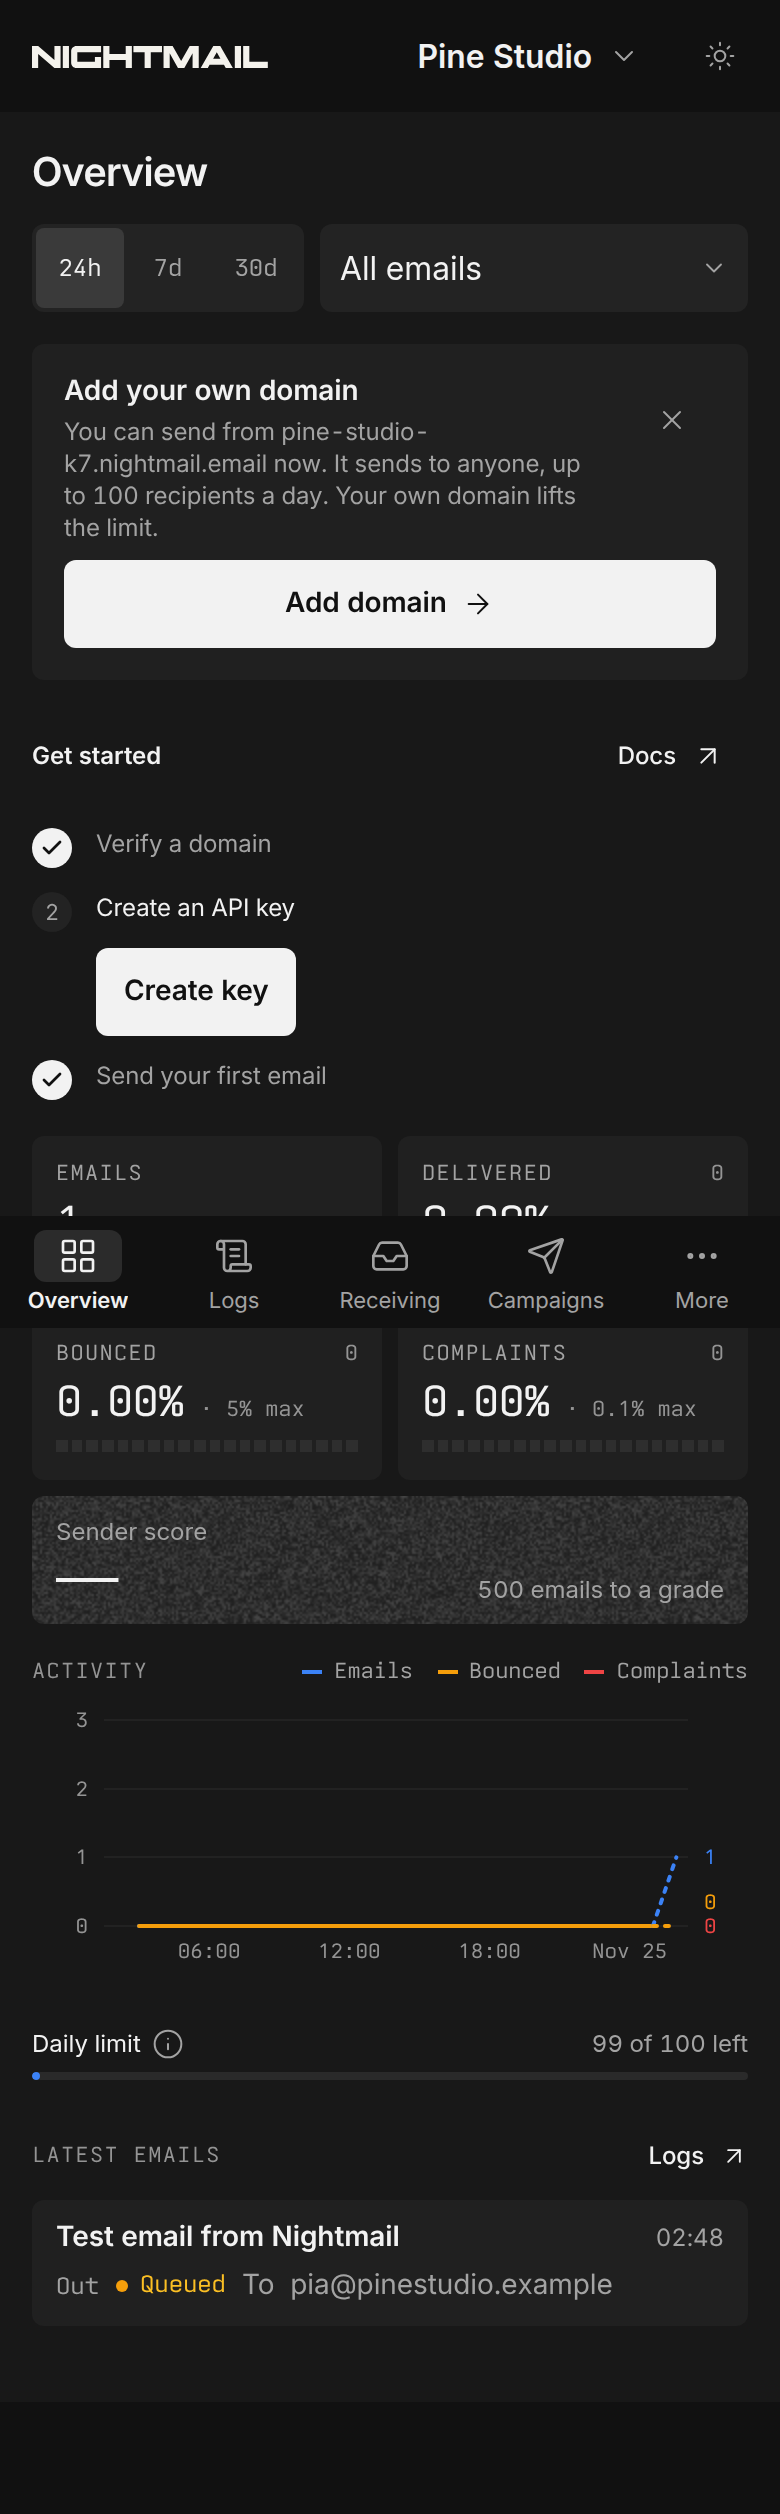 NIGHTMAIL
Pine Studio
Overview
24h 7d 30d
All emails
Add your own domain
You can send from pine-studio-
k7.nightmail.email now. It sends to anyone, up
to 100 recipients a day. Your own domain lifts
the limit.
Add domain
Get started
Docs
Verify a domain
2 Create an API key
Create key
Send your first email
EMAILS
DELIVERED 0
Overview
Logs
Receiving
Campaigns
More
BOUNCED 0
0.00% · 5% max
COMPLAINTS 0
0.00% · 0.1% max
Sender score
500 emails to a grade
ACTIVITY
Emails Bounced Complaints
3
2
1 1
0
0 0
06:00 12:00 18:00 Nov 25
Daily limit
99 of 100 left
LATEST EMAILS
Logs
Test email from Nightmail 02:48
Out Queued To pia@pinestudio.example